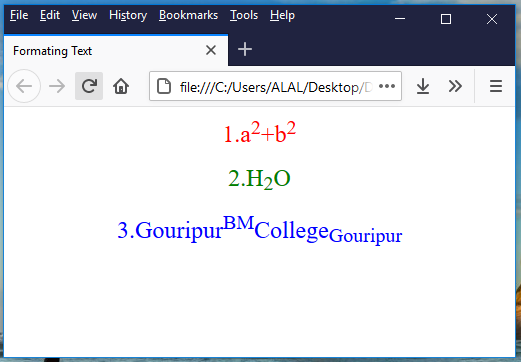 File Edit View History Bookmarks Tools Help
Formating Text
file:///C:/Users/ALAL/Desktop/D
1.a²+b²
2.H₂O
3.GouripurBMCollegeGouripur